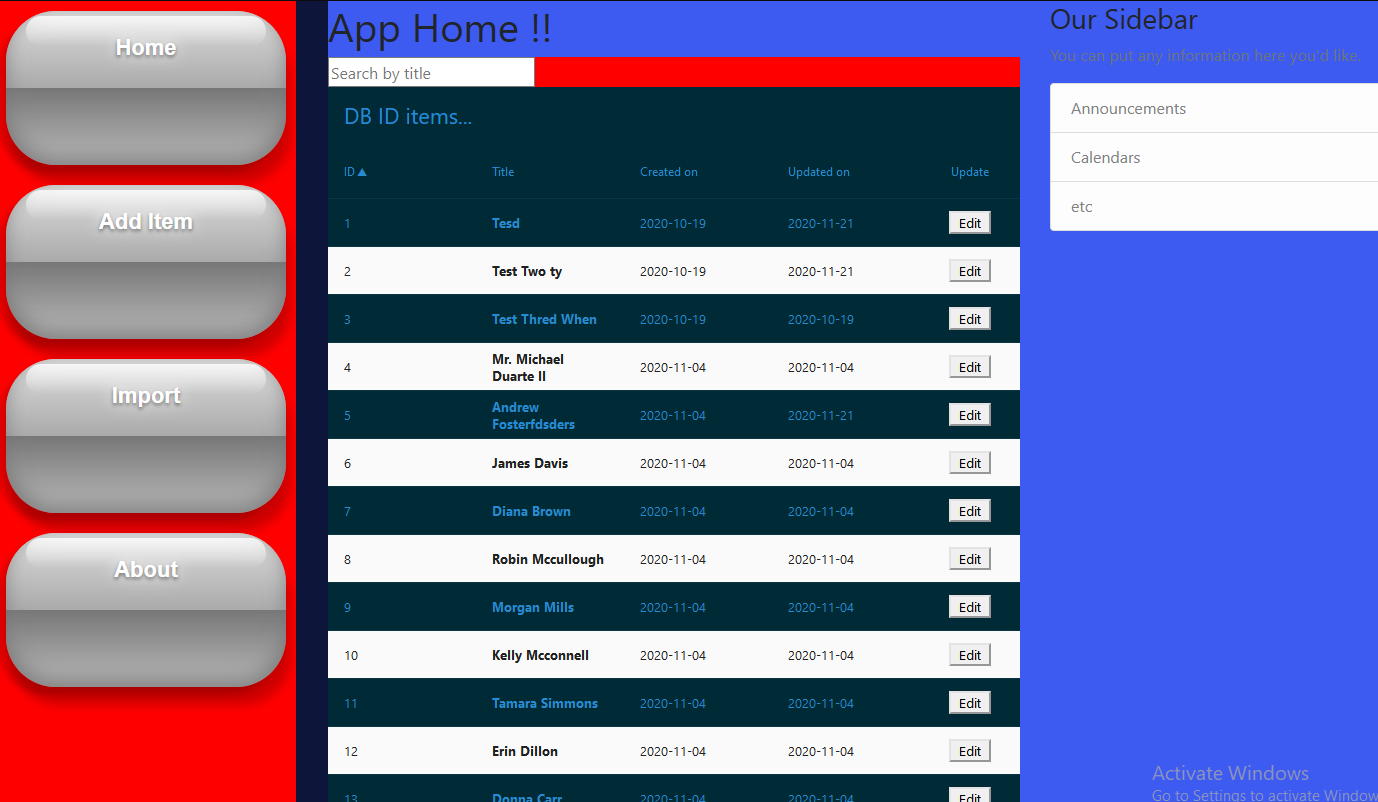 Home
Add Item
Import
About
App Home !!
Search by title
DB ID items...
ID▲ Title Created on Updated on Update
1 Tesd 2020-10-19 2020-11-21 Edit
2 Test Two ty 2020-10-19 2020-11-21 Edit
3 Test Thred When 2020-10-19 2020-10-19 Edit
4 Mr. Michael Duarte II 2020-11-04 2020-11-04 Edit
5 Andrew Fosterfdsders 2020-11-04 2020-11-21 Edit
6 James Davis 2020-11-04 2020-11-04 Edit
7 Diana Brown 2020-11-04 2020-11-04 Edit
8 Robin Mccullough 2020-11-04 2020-11-04 Edit
9 Morgan Mills 2020-11-04 2020-11-04 Edit
10 Kelly Mcconnell 2020-11-04 2020-11-04 Edit
11 Tamara Simmons 2020-11-04 2020-11-04 Edit
12 Erin Dillon 2020-11-04 2020-11-04 Edit
13 Donna Carr 2020-11-04 2020-11-04 Edit
Our Sidebar
You can put any information here you'd like.
Announcements
Calendars
etc
Activate Windows
Go to Settings to activate Window